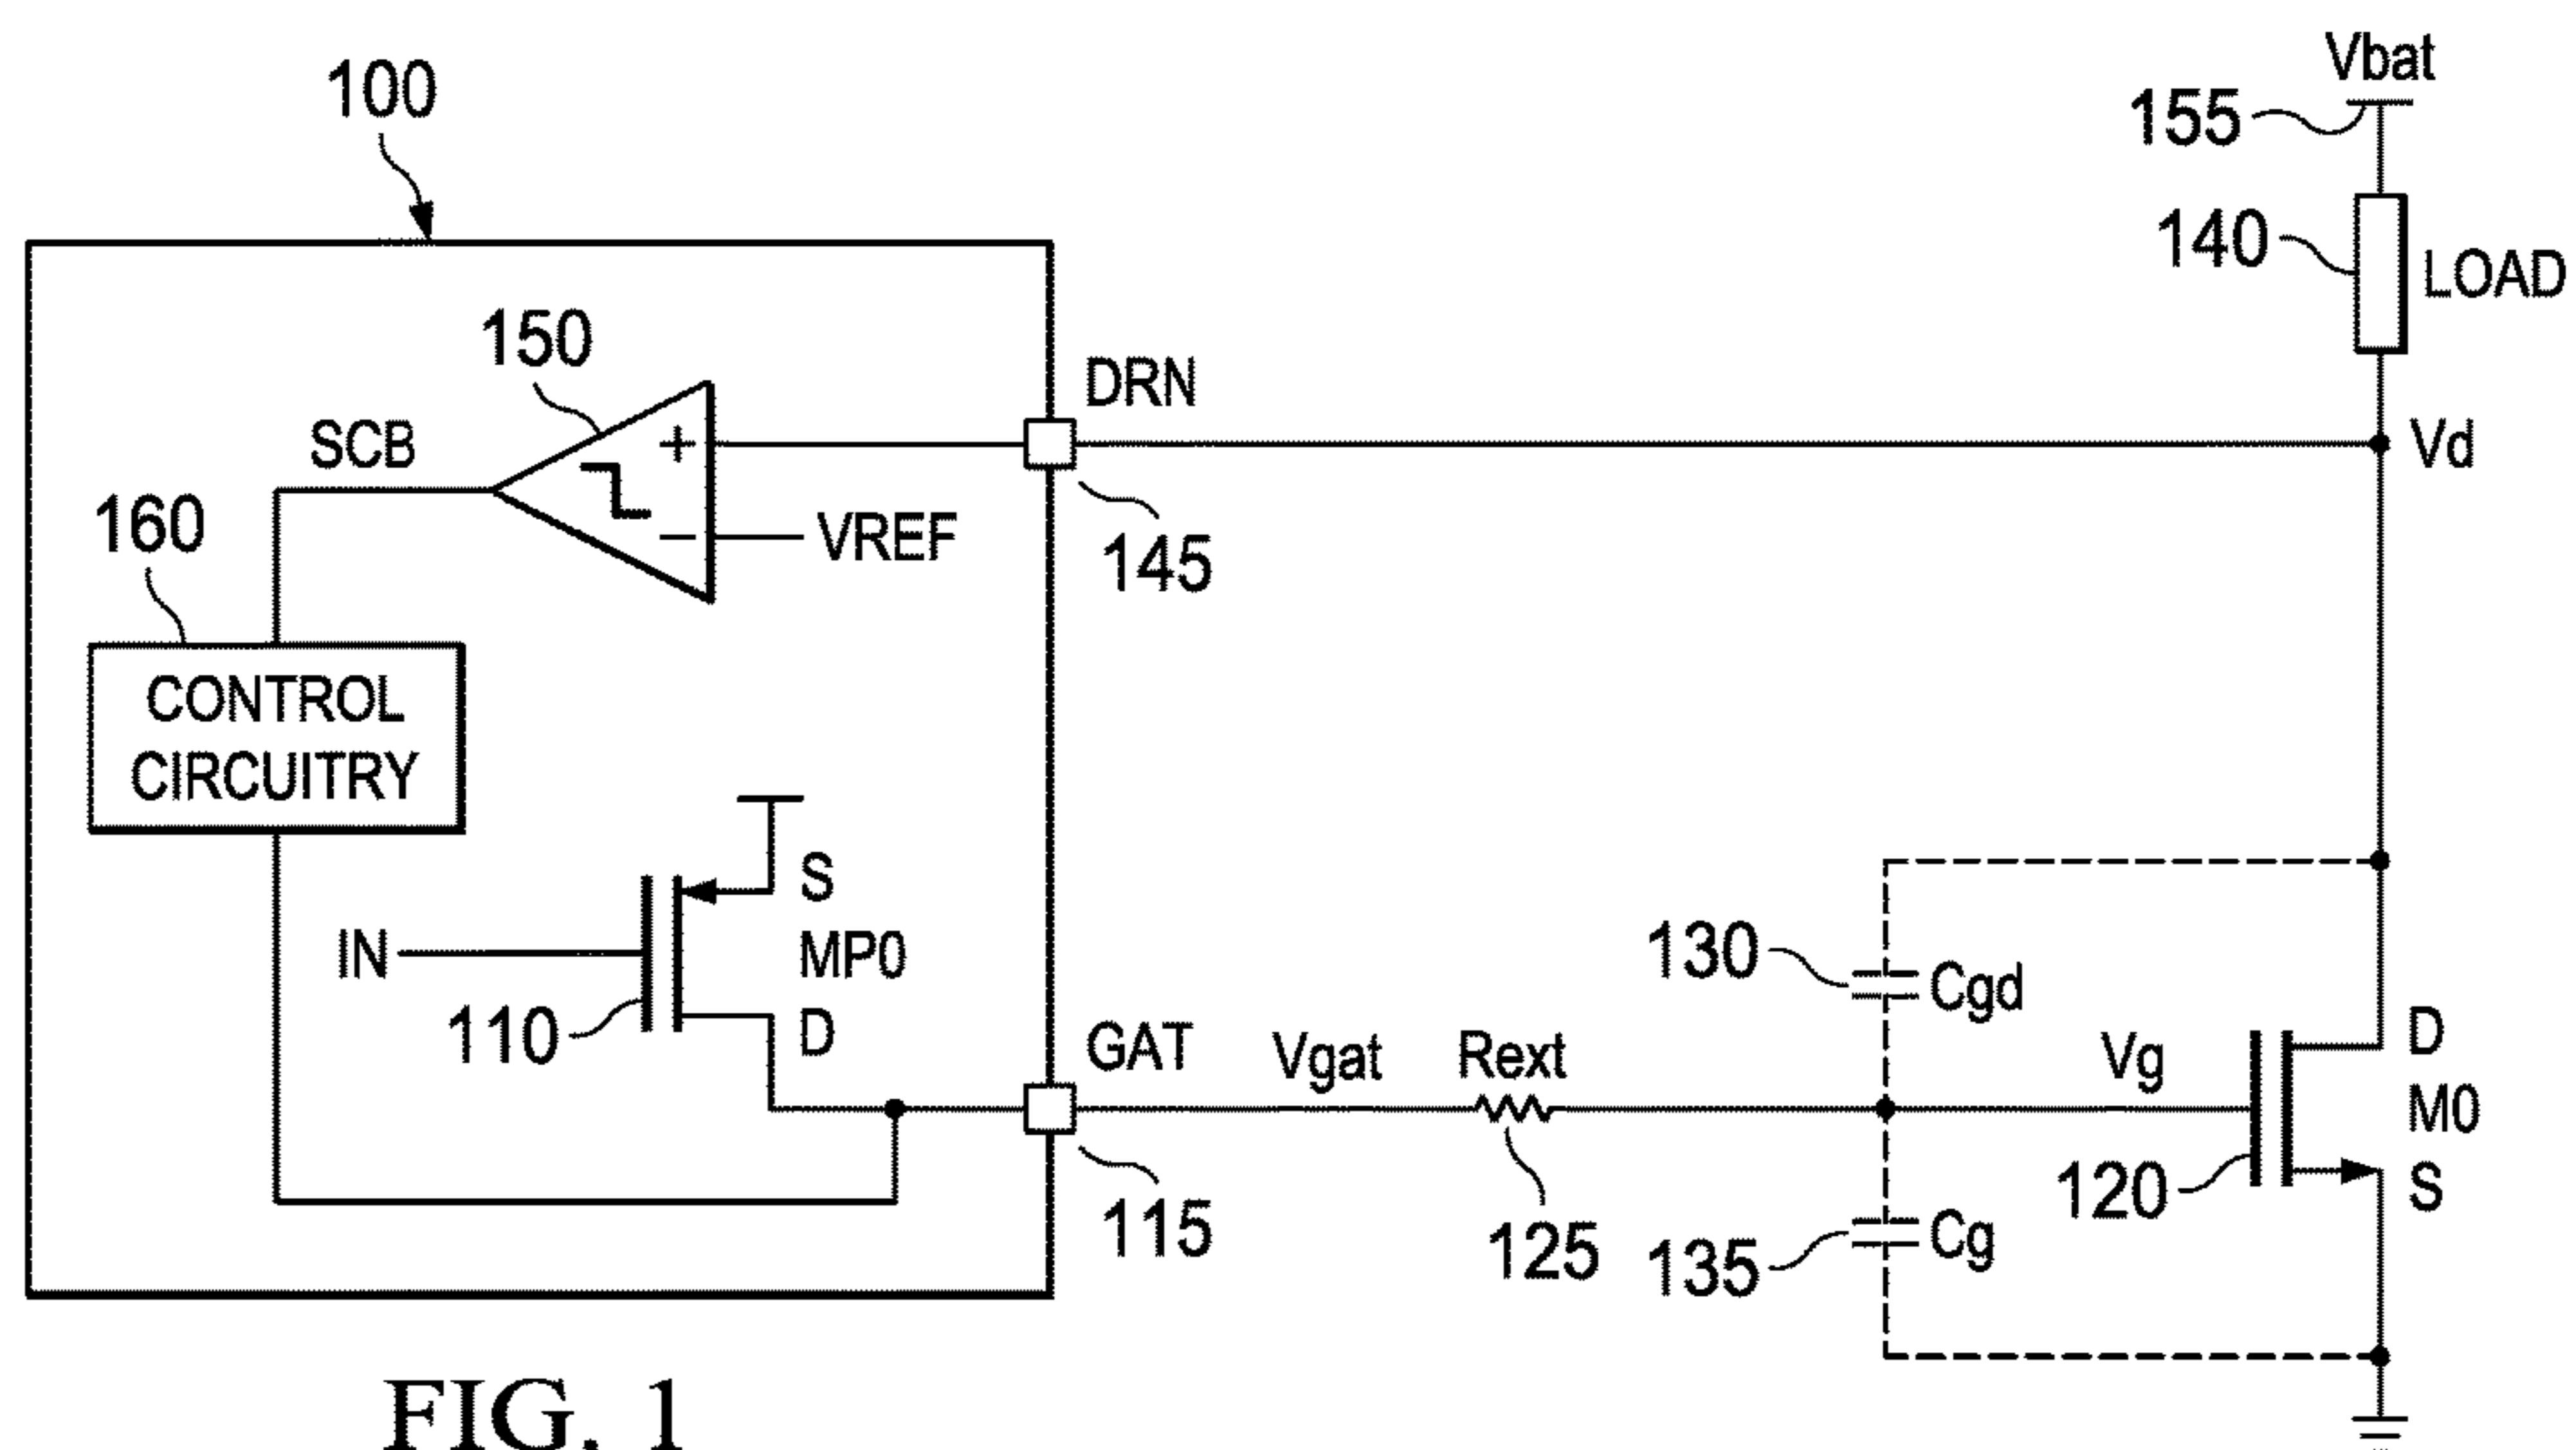 Vbat
100
155
140
LOAD
150
DRN
SCB
+
Vd
160
−
VREF
145
CONTROL
CIRCUITRY
S
IN
MP0
130
Cgd
110
D
GAT
Vgat
Rext
Vg
D
M0
120
S
115
125
135
Cg
FIG. 1